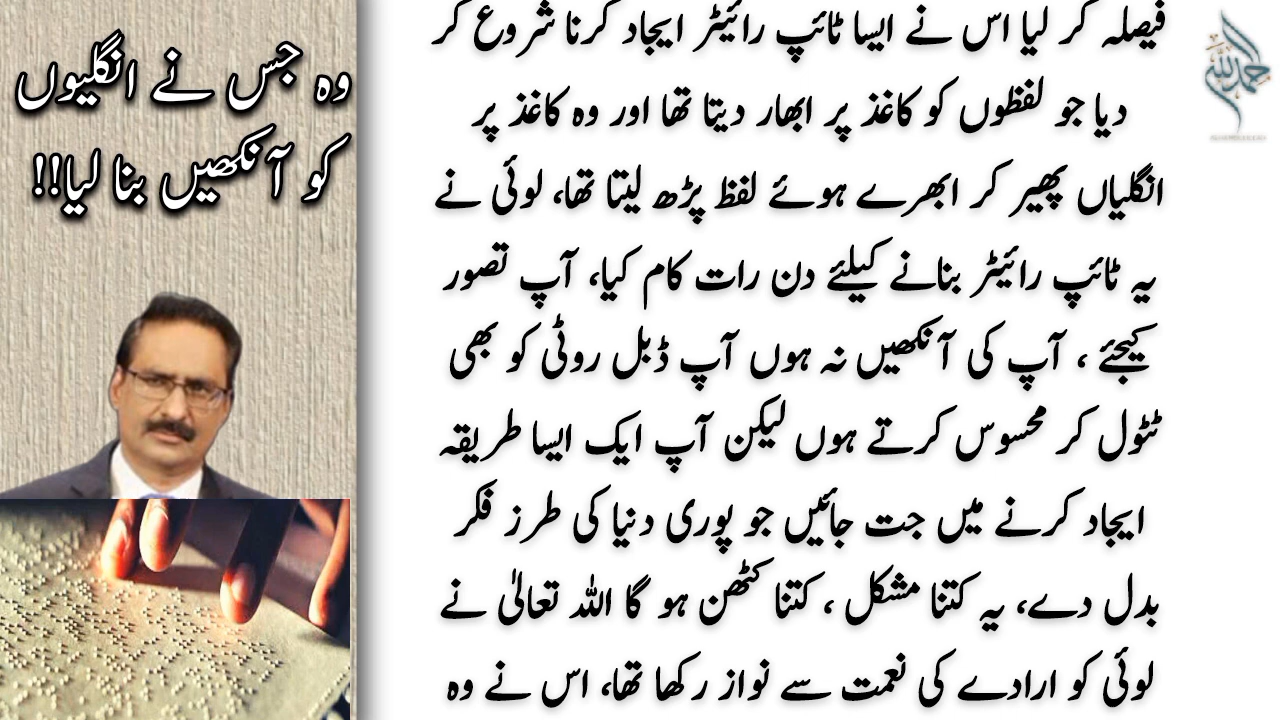 وہ جس نے انگلیوں
کو آنکھیں بنا لیا!!
فیصلہ کر لیا اس نے ایسا ٹائپ رائیٹر ایجاد کرنا شروع کر
دیا جو لفظوں کو کاغذ پر ابھار دیتا تھا اور وہ کاغذ پر
انگلیاں پھیر کر ابھرے ہوئے لفظ پڑھ لیتا تھا، لوئی نے
یہ ٹائپ رائیٹر بنانے کیلئے دن رات کام کیا، آپ تصور
کیجئے ، آپ کی آنکھیں نہ ہوں آپ ڈبل روٹی کو بھی
ٹٹول کر محسوس کرتے ہوں لیکن آپ ایک ایسا طریقہ
ایجاد کرنے میں جت جائیں جو پوری دنیا کی طرز فکر
بدل دے، یہ کتنا مشکل ، کتنا کٹھن ہو گا اللہ تعالیٰ نے
لوئی کو ارادے کی نعمت سے نواز رکھا تھا، اس نے وہ